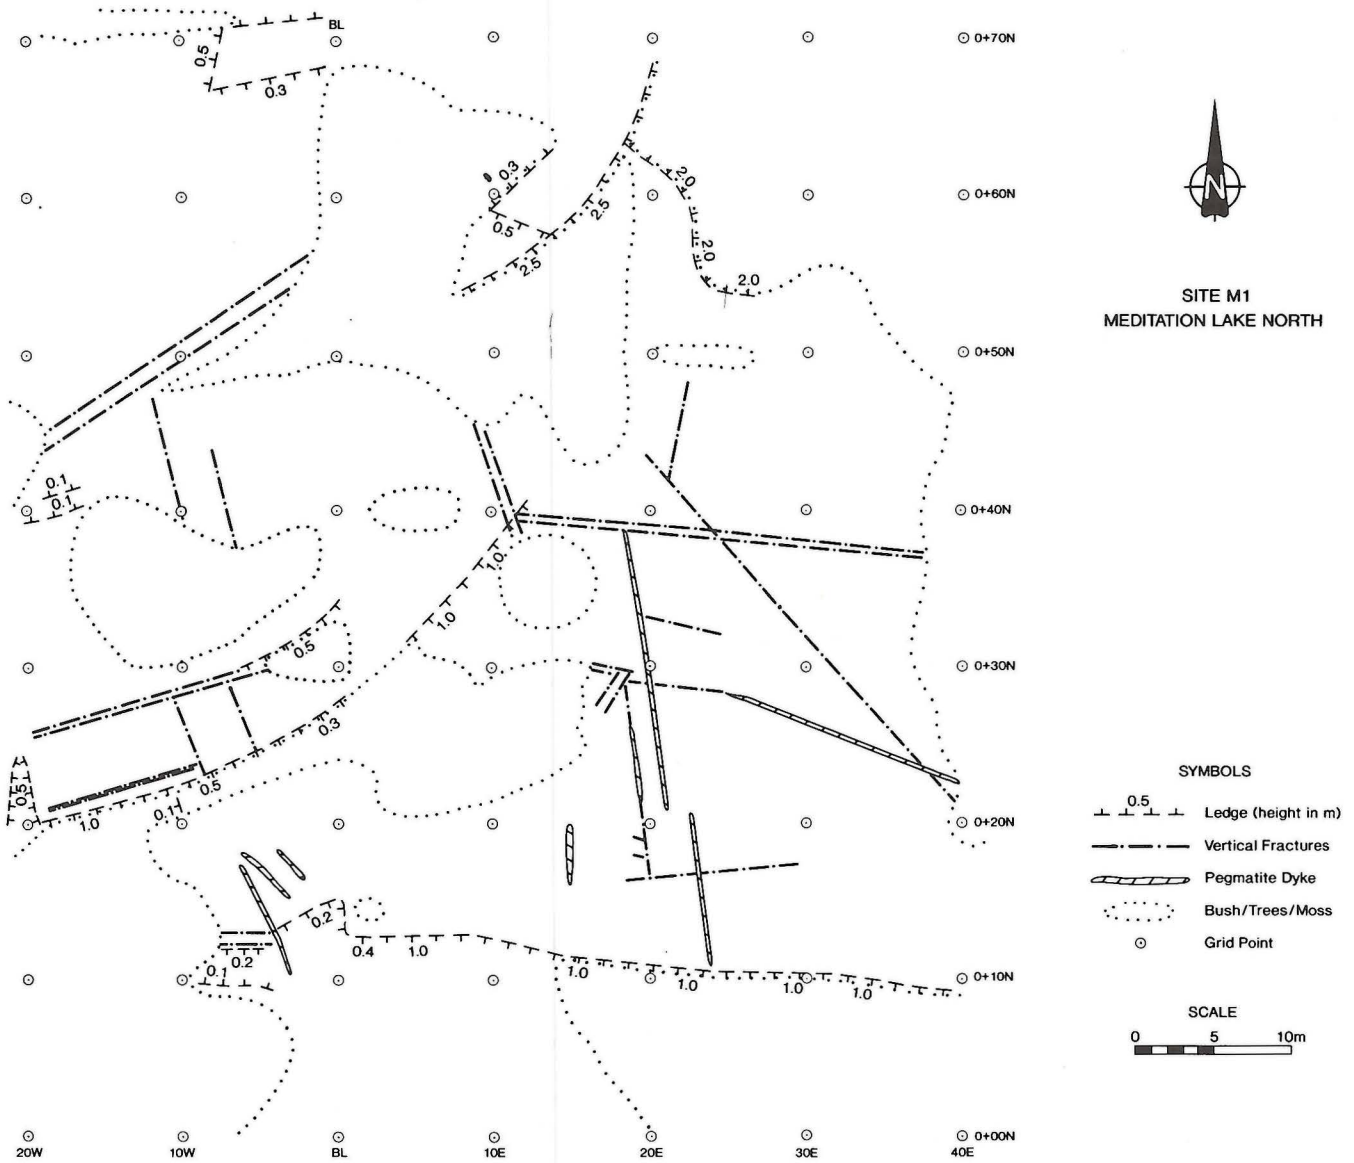 BL
0+70N
0.5
0.3
0.3
2.0
0+60N
N
2.5
0.5
2.0
2.5
2.0
SITE M1
MEDITATION LAKE NORTH
0+50N
0.1
0.1
0+40N
1.0
1.0
0.5
0+30N
0.3
0.5
0.5
0.1
1.0
0+20N
SYMBOLS
0.5
Ledge (height in m)
Vertical Fractures
Pegmatite Dyke
Bush/Trees/Moss
Grid Point
0.2
0.4
1.0
0.2
0.1
1.0
1.0
1.0
1.0
0+10N
SCALE
0 5 10m
0+00N
20W 10W BL 10E 20E 30E 40E